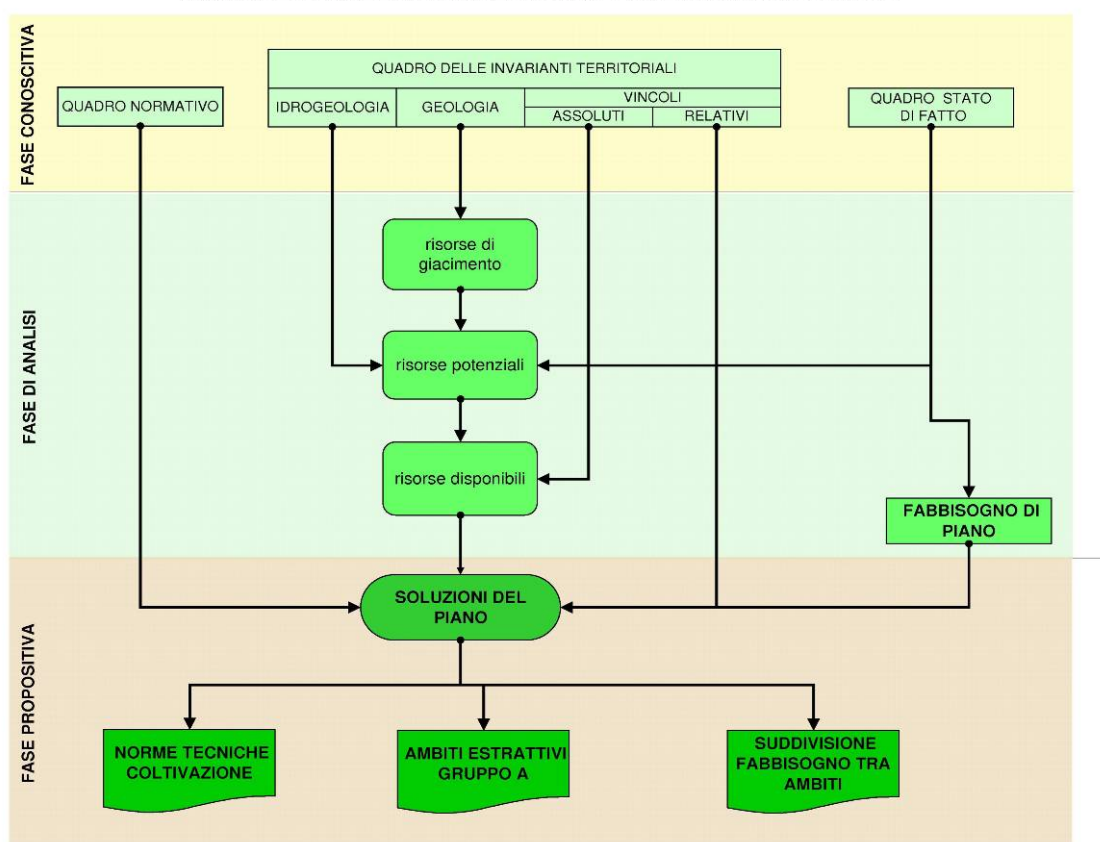 FASE CONOSCITIVA
QUADRO NORMATIVO
QUADRO DELLE INVARIANTI TERRITORIALI
IDROGEOLOGIA
GEOLOGIA
VINCOLI
ASSOLUTI
RELATIVI
QUADRO STATO
DI FATTO
FASE DI ANALISI
risorse di
giacimento
risorse potenziali
risorse disponibili
FABBISOGNO DI
PIANO
FASE PROPOSITIVA
SOLUZIONI DEL
PIANO
NORME TECNICHE
COLTIVAZIONE
AMBITI ESTRATTIVI
GRUPPO A
SUDDIVISIONE
FABBISOGNO TRA
AMBITI